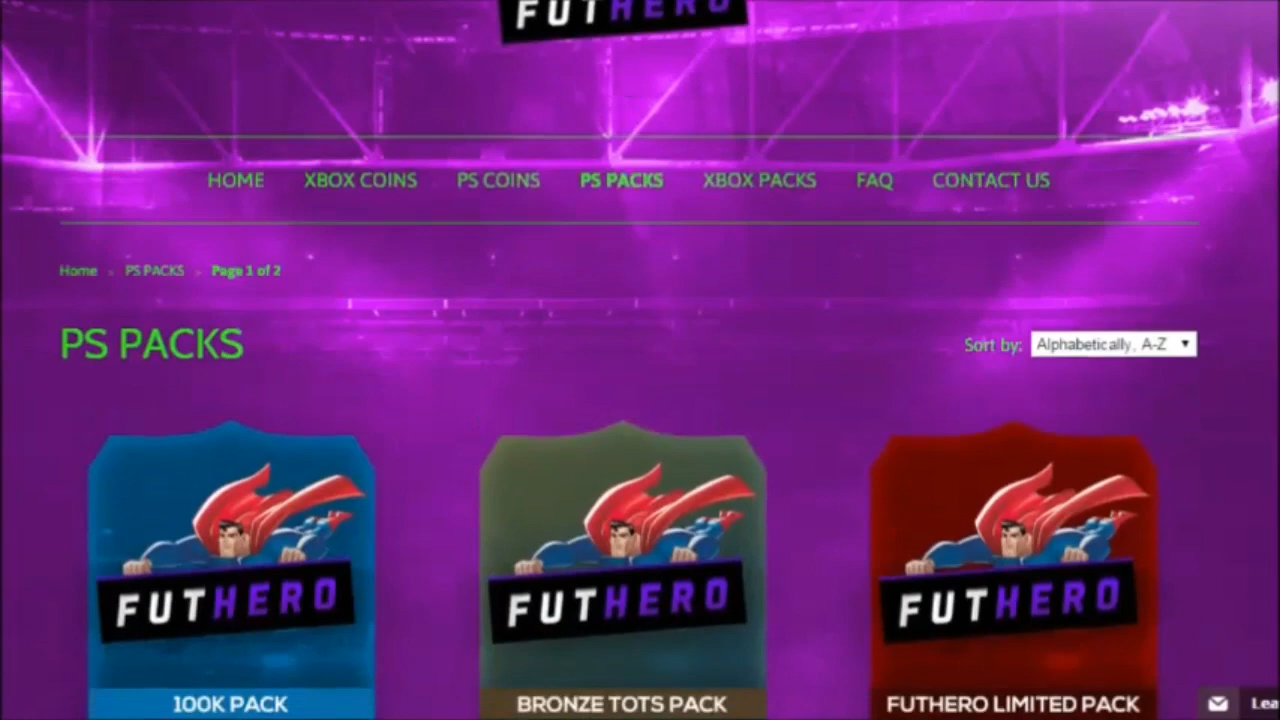 FUTHERO
HOME XBOX COINS PS COINS PS PACKS XBOX PACKS FAQ CONTACT US
Home PS PACKS Page 1 of 2
PS PACKS
Sort by: Alphabetically, A-Z
FUTHERO FUTHERO FUTHERO
100K PACK BRONZE TOTS PACK FUTHERO LIMITED PACK
Lea